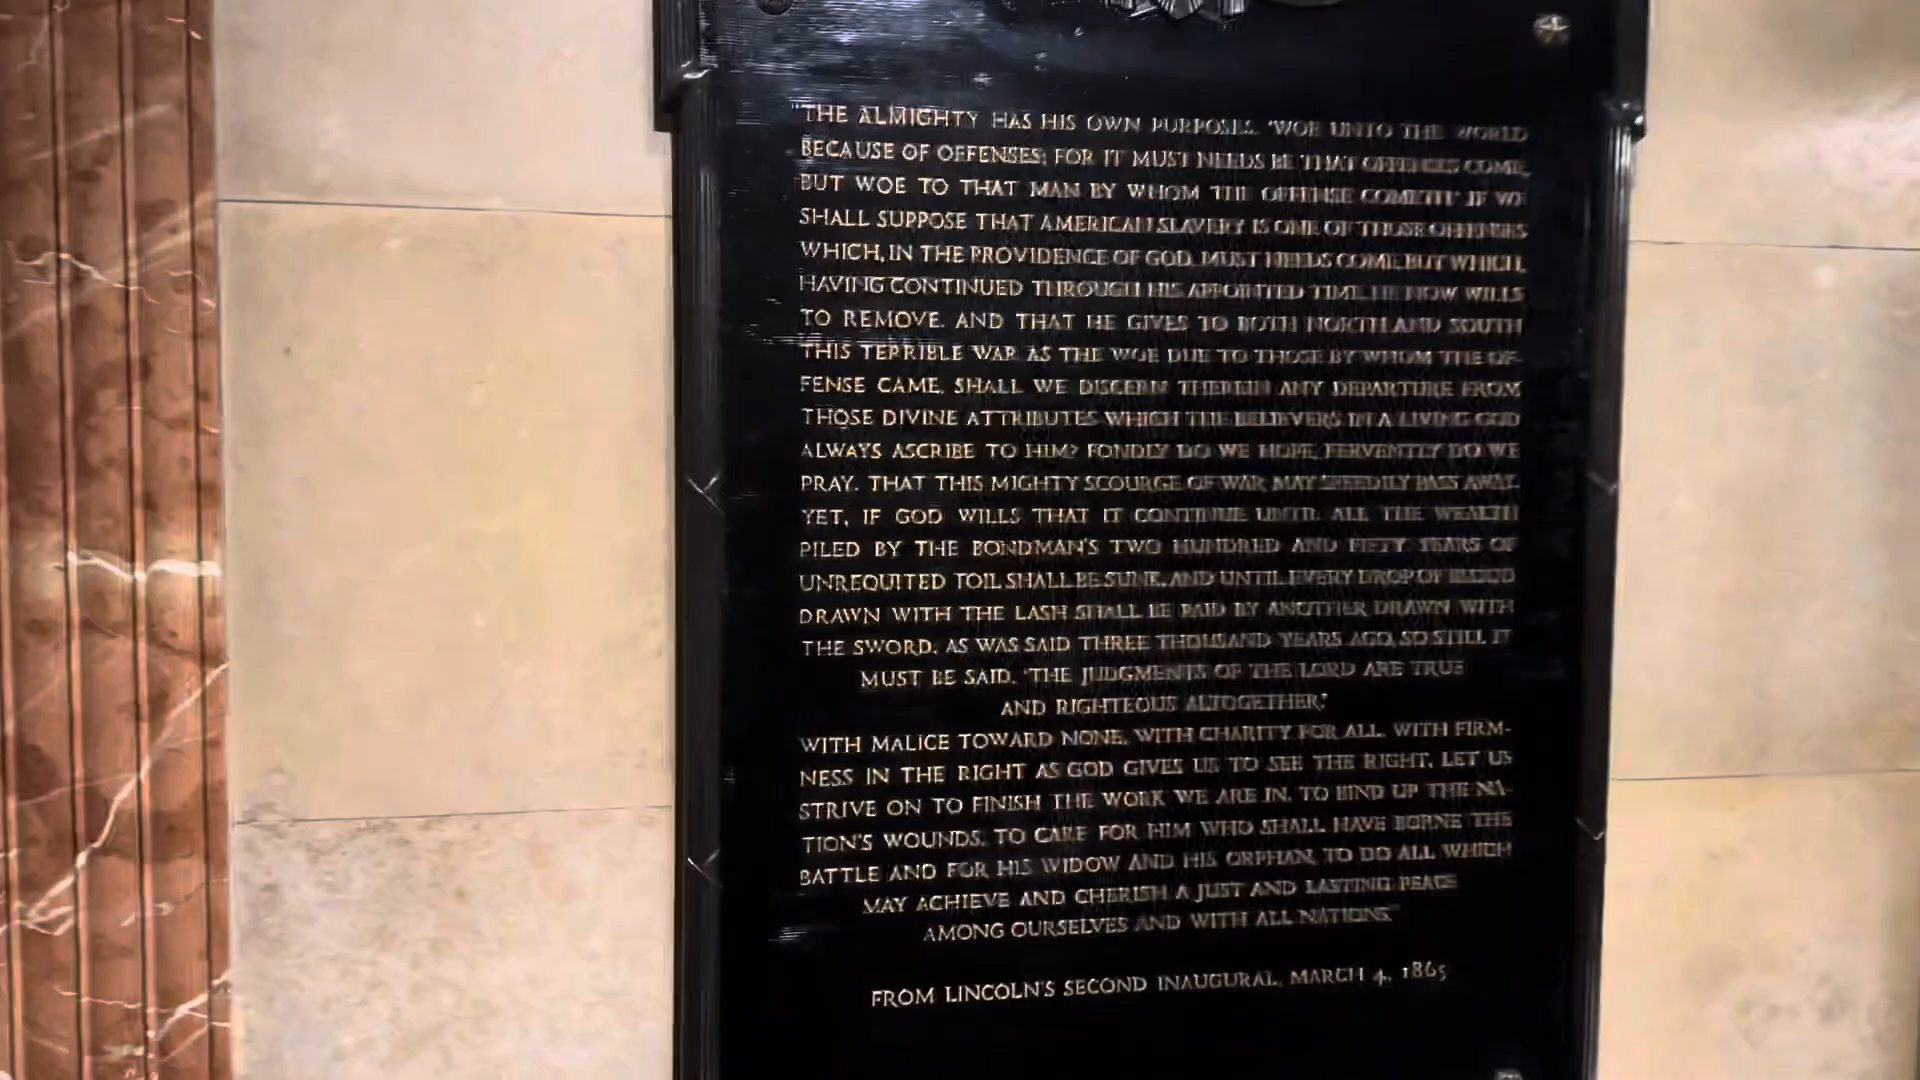 "THE ALMIGHTY HAS HIS OWN PURPOSES. 'WOE UNTO THE WORLD
BECAUSE OF OFFENSES; FOR IT MUST NEEDS BE THAT OFFENSES COME,
BUT WOE TO THAT MAN BY WHOM THE OFFENSE COMETH.' IF WE
SHALL SUPPOSE THAT AMERICAN SLAVERY IS ONE OF THOSE OFFENSES
WHICH, IN THE PROVIDENCE OF GOD, MUST NEEDS COME, BUT WHICH,
HAVING CONTINUED THROUGH HIS APPOINTED TIME, HE NOW WILLS
TO REMOVE, AND THAT HE GIVES TO BOTH NORTH AND SOUTH
THIS TERRIBLE WAR AS THE WOE DUE TO THOSE BY WHOM THE OF-
FENSE CAME, SHALL WE DISCERN THEREIN ANY DEPARTURE FROM
THOSE DIVINE ATTRIBUTES WHICH THE BELIEVERS IN A LIVING GOD
ALWAYS ASCRIBE TO HIM? FONDLY DO WE HOPE, FERVENTLY DO WE
PRAY, THAT THIS MIGHTY SCOURGE OF WAR MAY SPEEDILY PASS AWAY.
YET, IF GOD WILLS THAT IT CONTINUE UNTIL ALL THE WEALTH
PILED BY THE BONDMAN'S TWO HUNDRED AND FIFTY YEARS OF
UNREQUITED TOIL SHALL BE SUNK, AND UNTIL EVERY DROP OF BLOOD
DRAWN WITH THE LASH SHALL BE PAID BY ANOTHER DRAWN WITH
THE SWORD, AS WAS SAID THREE THOUSAND YEARS AGO, SO STILL IT
MUST BE SAID, 'THE JUDGMENTS OF THE LORD ARE TRUE
AND RIGHTEOUS ALTOGETHER.'
WITH MALICE TOWARD NONE, WITH CHARITY FOR ALL, WITH FIRM-
NESS IN THE RIGHT AS GOD GIVES US TO SEE THE RIGHT, LET US
STRIVE ON TO FINISH THE WORK WE ARE IN, TO BIND UP THE NA-
TION'S WOUNDS, TO CARE FOR HIM WHO SHALL HAVE BORNE THE
BATTLE AND FOR HIS WIDOW AND HIS ORPHAN, TO DO ALL WHICH
MAY ACHIEVE AND CHERISH A JUST AND LASTING PEACE
AMONG OURSELVES AND WITH ALL NATIONS."
FROM LINCOLN'S SECOND INAUGURAL, MARCH 4, 1865